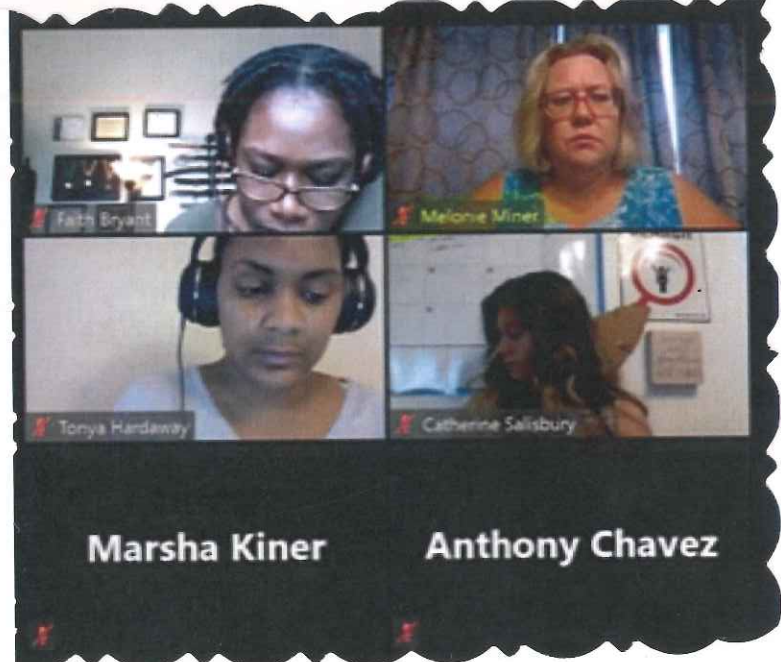 Faith Bryant
Melonie Miner
Tonya Hardaway
Catherine Salisbury
Marsha Kiner
Anthony Chavez